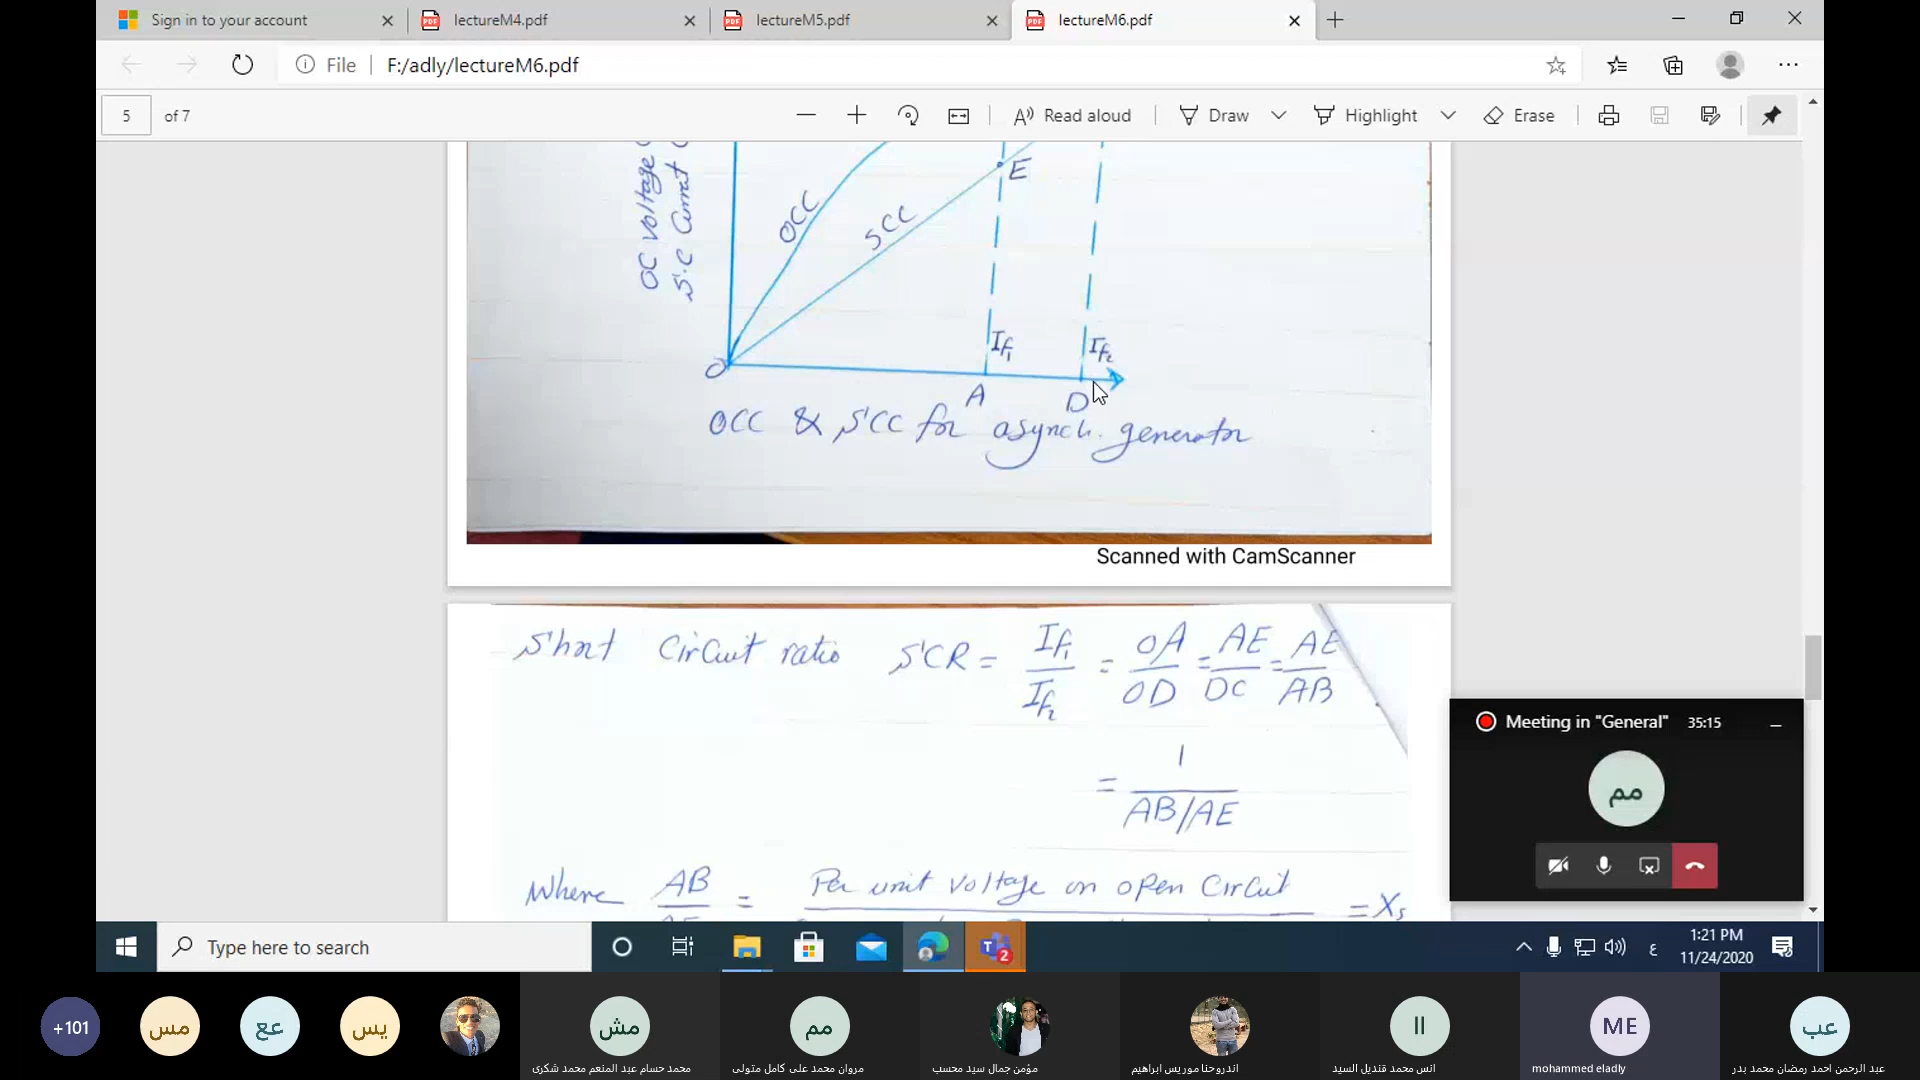 Sign in to your account
lectureM4.pdf
lectureM5.pdf
lectureM6.pdf
File
F:/adly/lectureM6.pdf
5 of 7
Read aloud
Draw
Highlight
Erase
OC voltage
S.C Current
OCC
SCC
E
If1
If2
O
A
D
OCC & SCC for a synch. generator
Scanned with CamScanner
Short Circuit ratio SCR = If1/If2 = OA/OD = AE/DC = AE/AB
= 1/(AB/AE)
Where AB = Per unit voltage on open Circuit = Xs
Meeting in "General" 35:15
مم
Type here to search
2
ع
1:21 PM
11/24/2020
+101
مس
عع
يس
مش
مم
II
ME
عب
محمد حسام عبد المنعم محمد شكرى
مروان محمد على كامل متولى
مؤمن جمال سيد محسب
اندروحنا موريس ابراهيم
انس محمد قنديل السيد
mohammed eladly
عبد الرحمن احمد رمضان محمد بدر